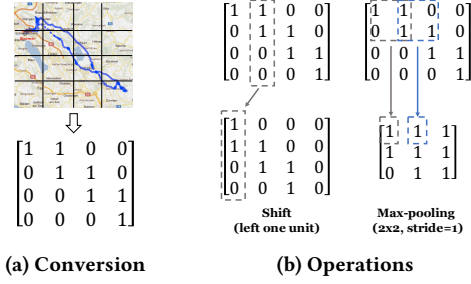 1 1 0 0
0 1 1 0
0 0 1 1
0 0 0 1
(a) Conversion
1 1 0 0
0 1 1 0
0 0 1 1
0 0 0 1
1 0 0 0
1 1 0 0
0 1 1 0
0 0 1 0
Shift
(left one unit)
1 1 0 0
0 1 1 0
0 0 1 1
0 0 0 1
1 1 1
1 1 1
0 1 1
Max-pooling
(2x2, stride=1)
(b) Operations